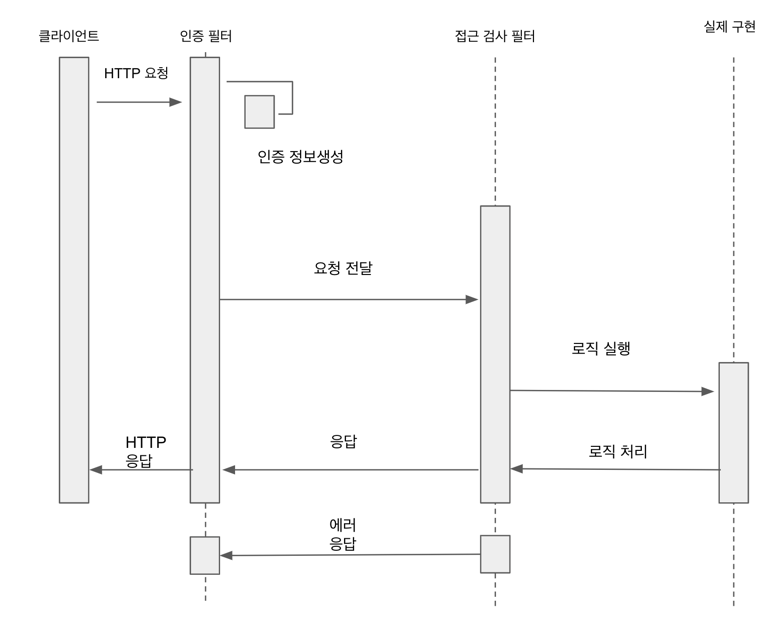 클라이언트
인증 필터
접근 검사 필터
실제 구현
HTTP 요청
인증 정보생성
요청 전달
로직 실행
HTTP
응답
응답
로직 처리
에러
응답